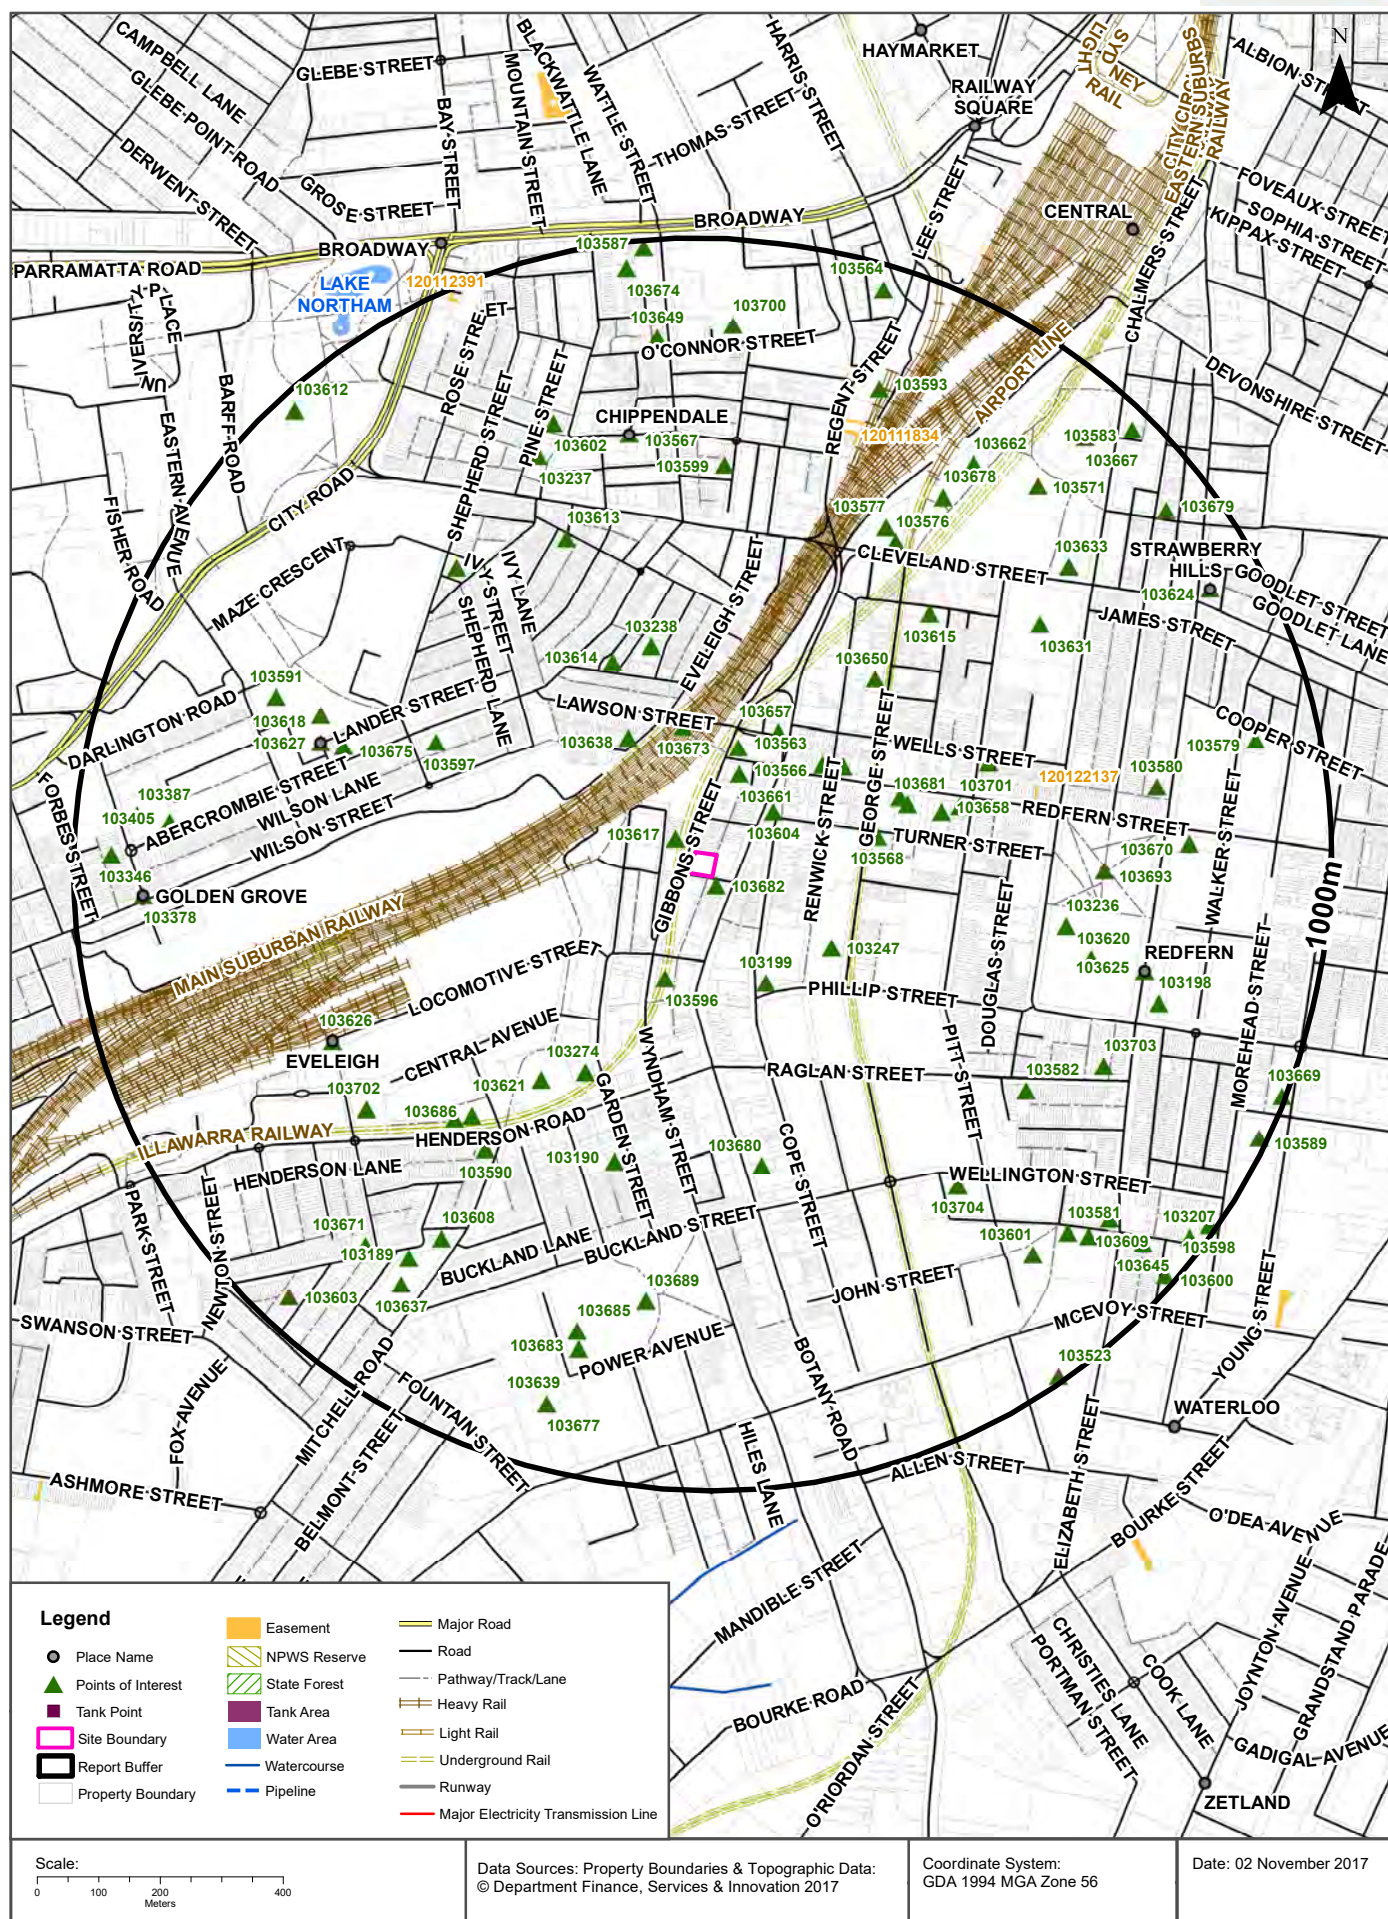 N
CAMPBELL LANE
GLEBE POINT ROAD
DERWENT STREET
GLEBE STREET
GROSE STREET
BAY STREET
MOUNTAIN STREET
BLACKWATTLE LANE
WATTLE STREET
THOMAS STREET
HARRIS STREET
HAYMARKET
RAILWAY
SQUARE
SYDNEY
LIGHT
RAIL
CITY CIRCLE
RAILWAY
EASTERN SUBURBS
RAILWAY
ALBION STREET
FOVEAUX STREET
SOPHIA STREET
KIPPAX STREET
CENTRAL
LEE STREET
CHALMERS STREET
DEVONSHIRE STREET
BROADWAY
BROADWAY
PARRAMATTA ROAD
LAKE
NORTHAM
120112391
103587
103674
103649
103700
103564
O'CONNOR STREET
REGENT STREET
AIRPORT LINE
UNIVERSITY
PLACE
BARFF ROAD
EASTERN AVENUE
FISHER ROAD
CITY ROAD
MAZE CRESCENT
ROSE STREET
SHEPHERD STREET
PINE STREET
103612
CHIPPENDALE
103602
103567
103599
103237
103613
103593
120111834
103662
103678
103583
103667
103571
103679
103577
103576
103633
CLEVELAND STREET
STRAWBERRY
HILLS
103624
GOODLET STREET
GOODLET LANE
JAMES STREET
COOPER STREET
IVY STREET
IVY LANE
SHEPHERD LANE
EVELEIGH STREET
103238
103614
103615
103631
103650
103591
103618
103627
DARLINGTON ROAD
LANDER STREET
103675
103597
LAWSON STREET
103638
103673
103657
103563
103566
GEORGE STREET
WELLS STREET
103579
103580
120122137
103701
103681
103658
REDFERN STREET
103387
103405
103346
103378
ABERCROMBIE STREET
WILSON LANE
WILSON STREET
FORBES STREET
GOLDEN GROVE
103617
GIBBONS STREET
103661
103604
103682
RENWICK STREET
103568
TURNER STREET
103670
103693
WALKER STREET
103236
103620
103625
REDFERN
103198
1000m
MAIN SUBURBAN RAILWAY
LOCOMOTIVE STREET
103596
103199
103247
PHILLIP STREET
DOUGLAS STREET
PITT STREET
MOREHEAD STREET
103626
EVELEIGH
CENTRAL AVENUE
103274
103621
103702
103686
GARDEN STREET
WYNDHAM STREET
RAGLAN STREET
COPE STREET
103582
103703
103669
103589
ILLAWARRA RAILWAY
HENDERSON ROAD
HENDERSON LANE
103590
103190
103680
WELLINGTON STREET
103704
103601
103581
103609
103207
103598
103645
103600
PARK STREET
NEWTON STREET
103671
103189
103608
103603
103637
BUCKLAND LANE
BUCKLAND STREET
103689
103685
103683
POWER AVENUE
103639
103677
JOHN STREET
MCEVOY STREET
YOUNG STREET
103523
WATERLOO
SWANSON STREET
FOX AVENUE
MITCHELL ROAD
FOUNTAIN STREET
BELMONT STREET
ASHMORE STREET
BOTANY ROAD
HILES LANE
ALLEN STREET
ELIZABETH STREET
BOURKE STREET
O'DEA AVENUE
MANDIBLE STREET
BOURKE ROAD
O'RIORDAN STREET
CHRISTIES LANE
PORTMAN STREET
COOK LANE
JOYNTON AVENUE
GRANDSTAND PARADE
GADIGAL AVENUE
ZETLAND
Legend
Place Name
Points of Interest
Tank Point
Site Boundary
Report Buffer
Property Boundary
Easement
NPWS Reserve
State Forest
Tank Area
Water Area
Watercourse
Pipeline
Major Road
Road
Pathway/Track/Lane
Heavy Rail
Light Rail
Underground Rail
Runway
Major Electricity Transmission Line
Scale:
0 100 200 400
Meters
Data Sources: Property Boundaries & Topographic Data:
© Department Finance, Services & Innovation 2017
Coordinate System:
GDA 1994 MGA Zone 56
Date: 02 November 2017